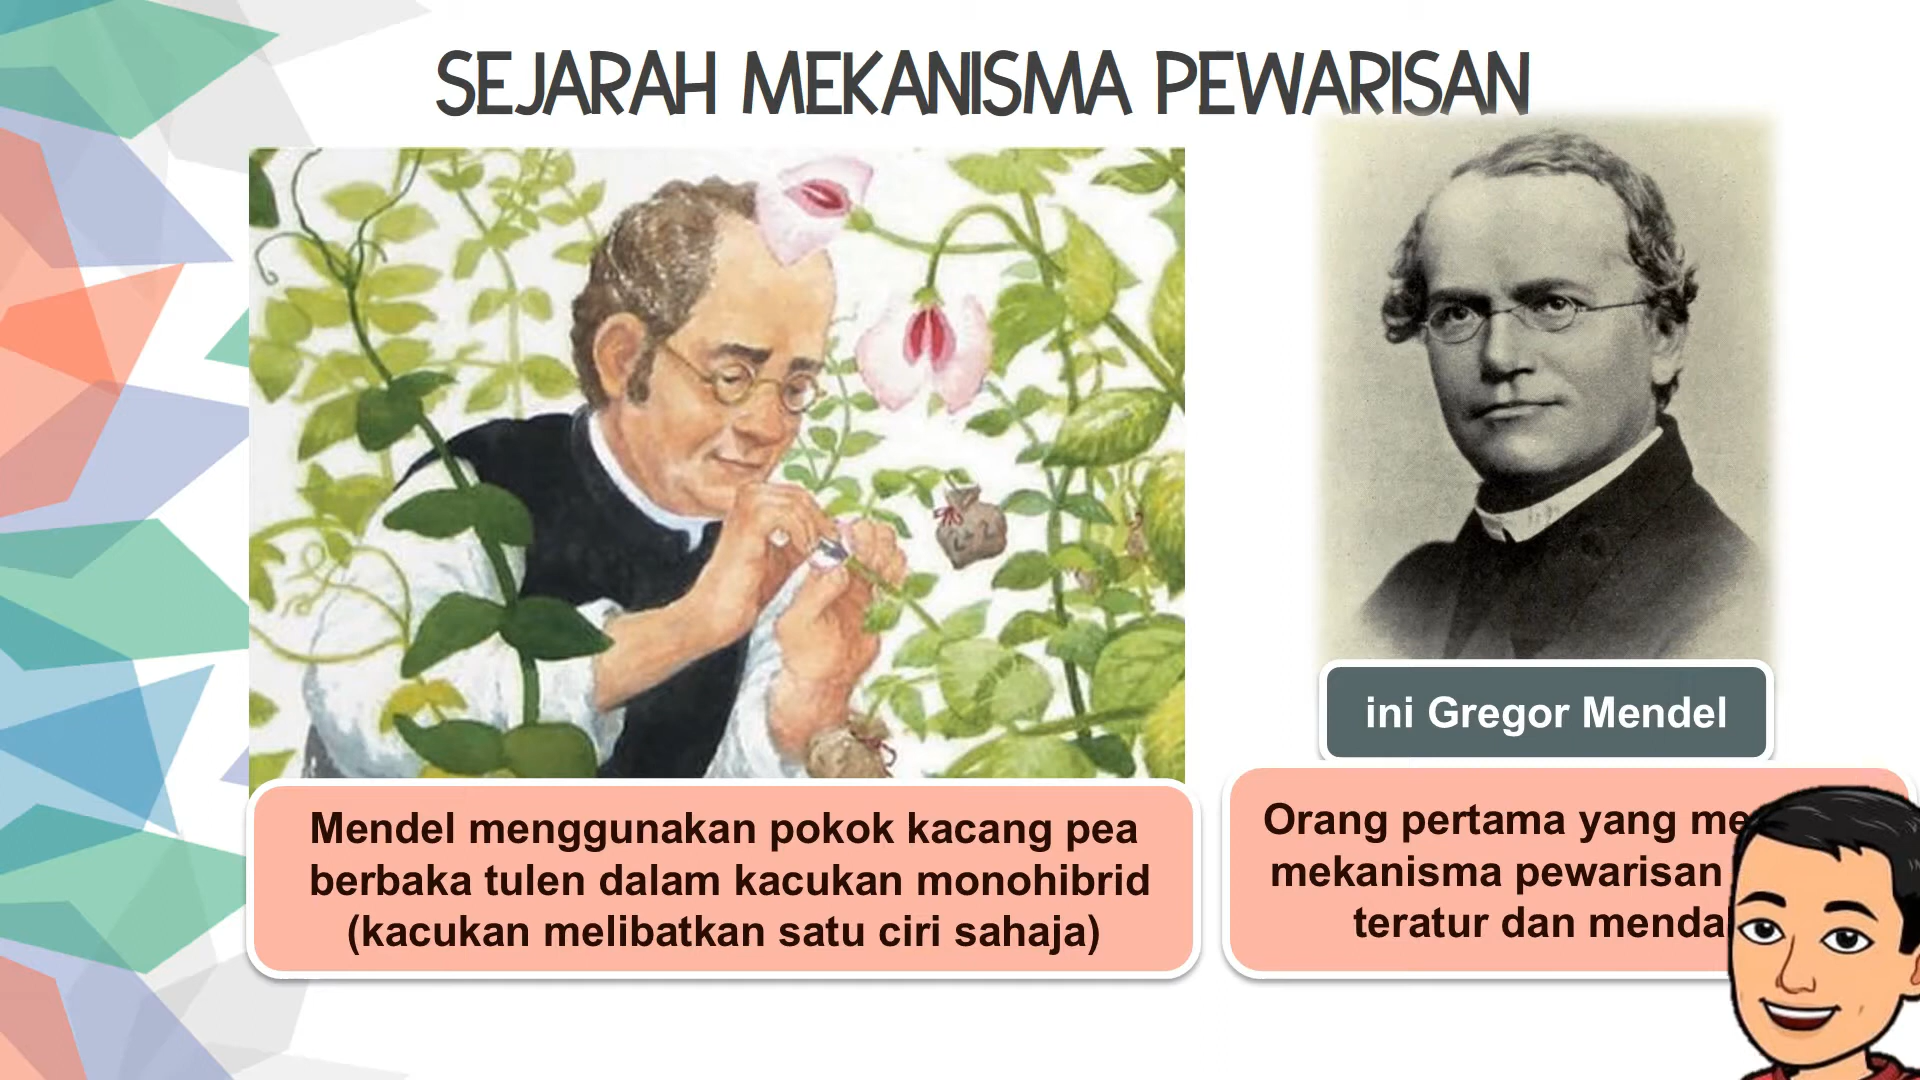 SEJARAH MEKANISMA PEWARISAN
ini Gregor Mendel
Mendel menggunakan pokok kacang pea
berbaka tulen dalam kacukan monohibrid
(kacukan melibatkan satu ciri sahaja)
Orang pertama yang
mekanisma pewarisan
teratur dan